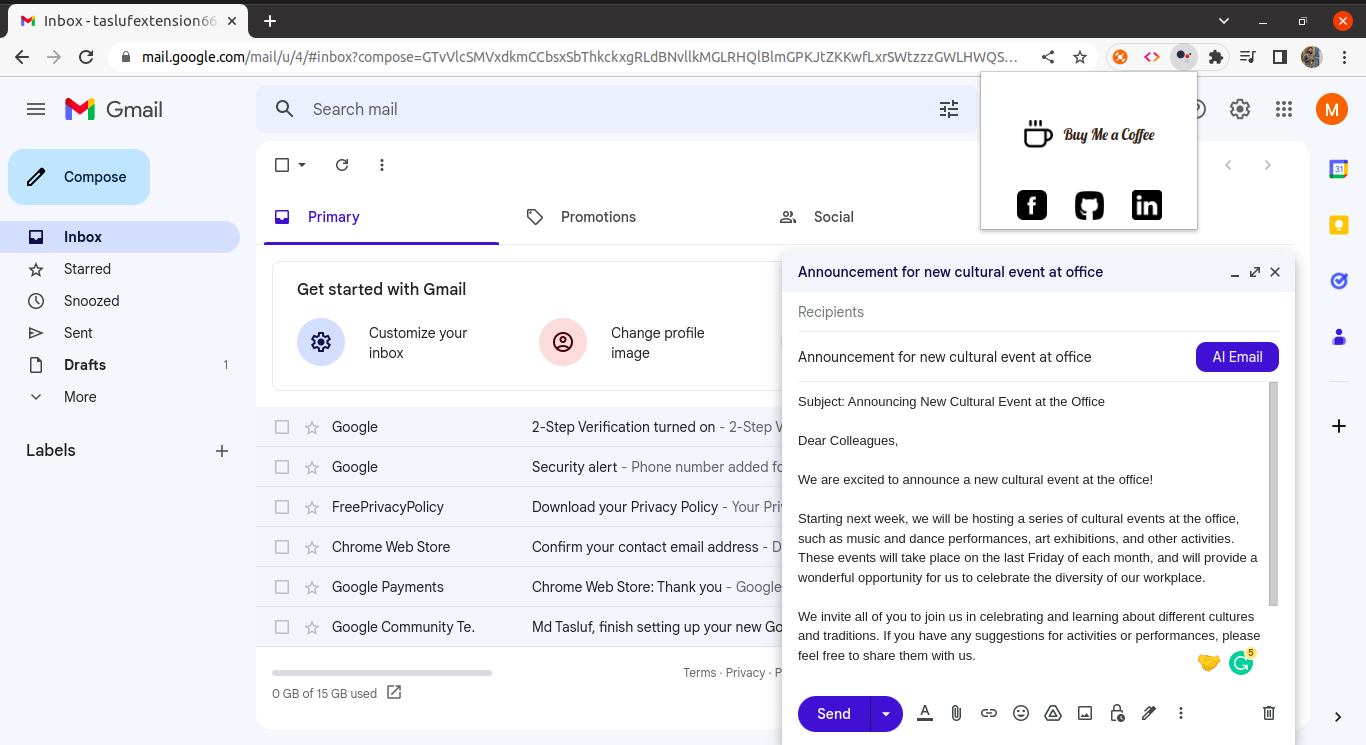 Inbox - taslufextension66
mail.google.com/mail/u/4/#inbox?compose=GTvVlcSMVxdkmCCbsxSbThkckxgRLdBNvllkMGLRHQlBlmGPKJtZKKwfLxrSWtzzzGWLHWQS...
Gmail
Search mail
M
Buy Me a Coffee
f
in
Compose
Inbox
Starred
Snoozed
Sent
Drafts 1
More
Labels
Primary
Promotions
Social
Get started with Gmail
Customize your
inbox
Change profile
image
Google 2-Step Verification turned on - 2-Step V
Google Security alert - Phone number added fo
FreePrivacyPolicy Download your Privacy Policy - Your Pri
Chrome Web Store Confirm your contact email address - D
Google Payments Chrome Web Store: Thank you - Google
Google Community Te. Md Tasluf, finish setting up your new Go
Terms · Privacy · P
0 GB of 15 GB used
Announcement for new cultural event at office
Recipients
Announcement for new cultural event at office
AI Email
Subject: Announcing New Cultural Event at the Office
Dear Colleagues,
We are excited to announce a new cultural event at the office!
Starting next week, we will be hosting a series of cultural events at the office,
such as music and dance performances, art exhibitions, and other activities.
These events will take place on the last Friday of each month, and will provide a
wonderful opportunity for us to celebrate the diversity of our workplace.
We invite all of you to join us in celebrating and learning about different cultures
and traditions. If you have any suggestions for activities or performances, please
feel free to share them with us.
5
Send
31